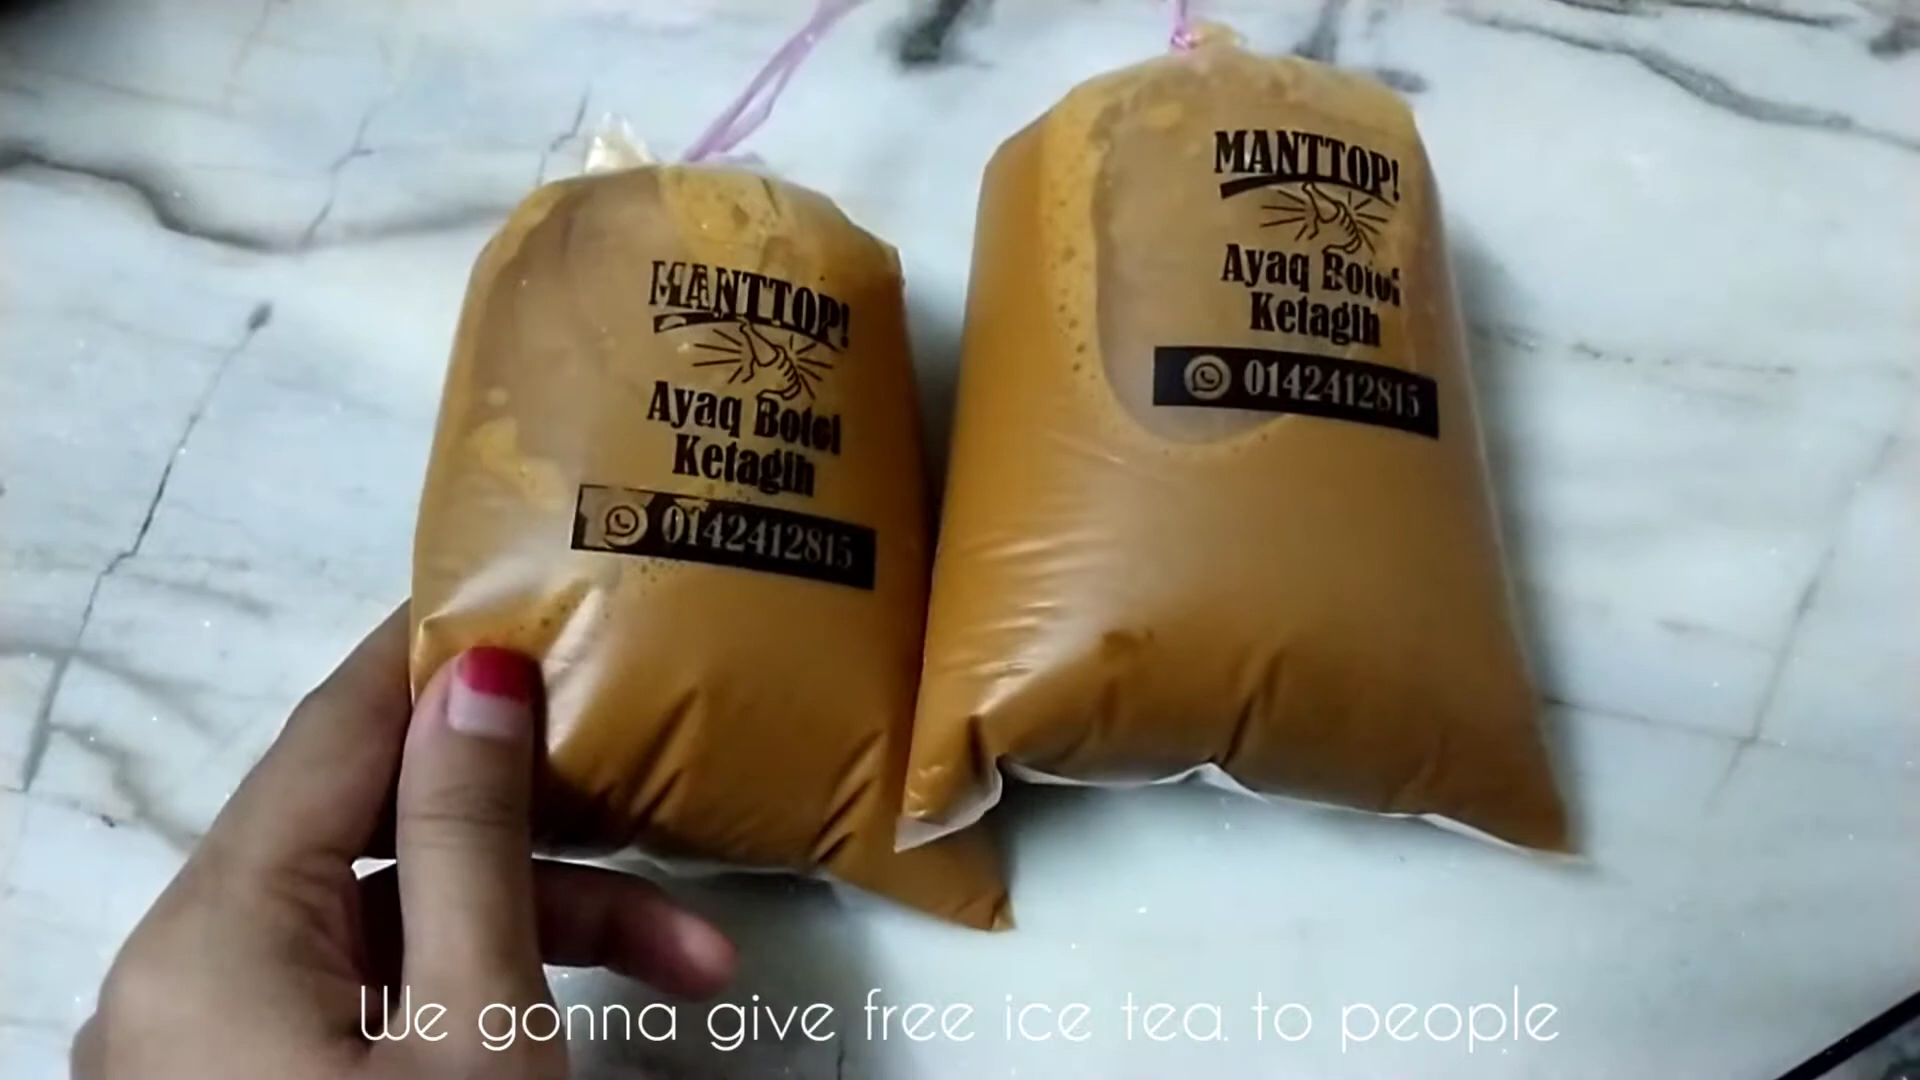 MANTTOP!
Ayaq Botol
Ketagih
0142412815
MANTTOP!
Ayaq Botol
Ketagih
0142412815
We gonna give free ice tea to people